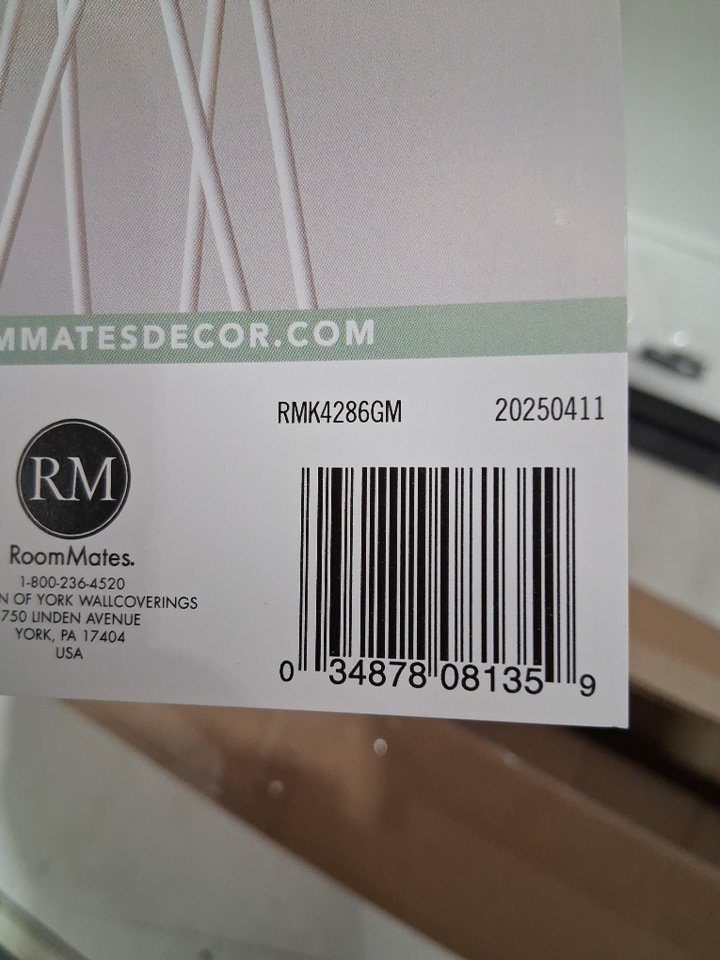 MMATESDECOR.COM
RMK4286GM 20250411
RM
RoomMates.
1-800-236-4520
N OF YORK WALLCOVERINGS
750 LINDEN AVENUE
YORK, PA 17404
USA
0 34878 08135 9